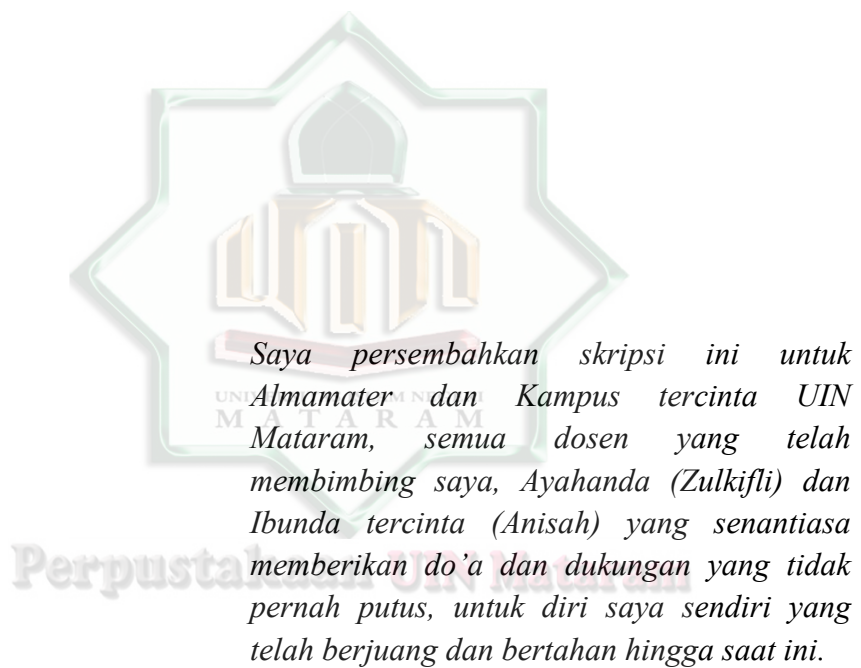 Saya persembahkan skripsi ini untuk
Almamater dan Kampus tercinta UIN
Mataram, semua dosen yang telah
membimbing saya, Ayahanda (Zulkifli) dan
Ibunda tercinta (Anisah) yang senantiasa
memberikan do’a dan dukungan yang tidak
pernah putus, untuk diri saya sendiri yang
telah berjuang dan bertahan hingga saat ini.
MATARAM
Perpustakaan UIN Mataram